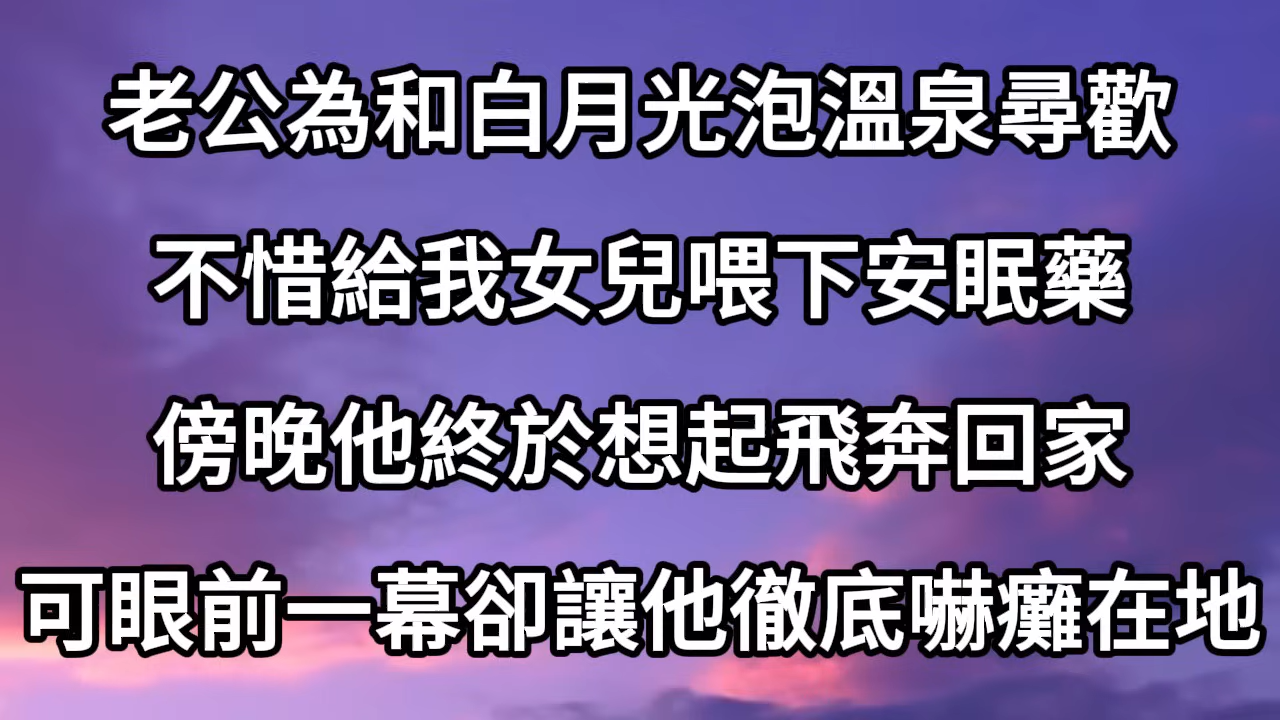 老公為和白月光泡溫泉尋歡
不惜給我女兒喂下安眠藥
傍晚他終於想起飛奔回家
可眼前一幕卻讓他徹底嚇癱在地